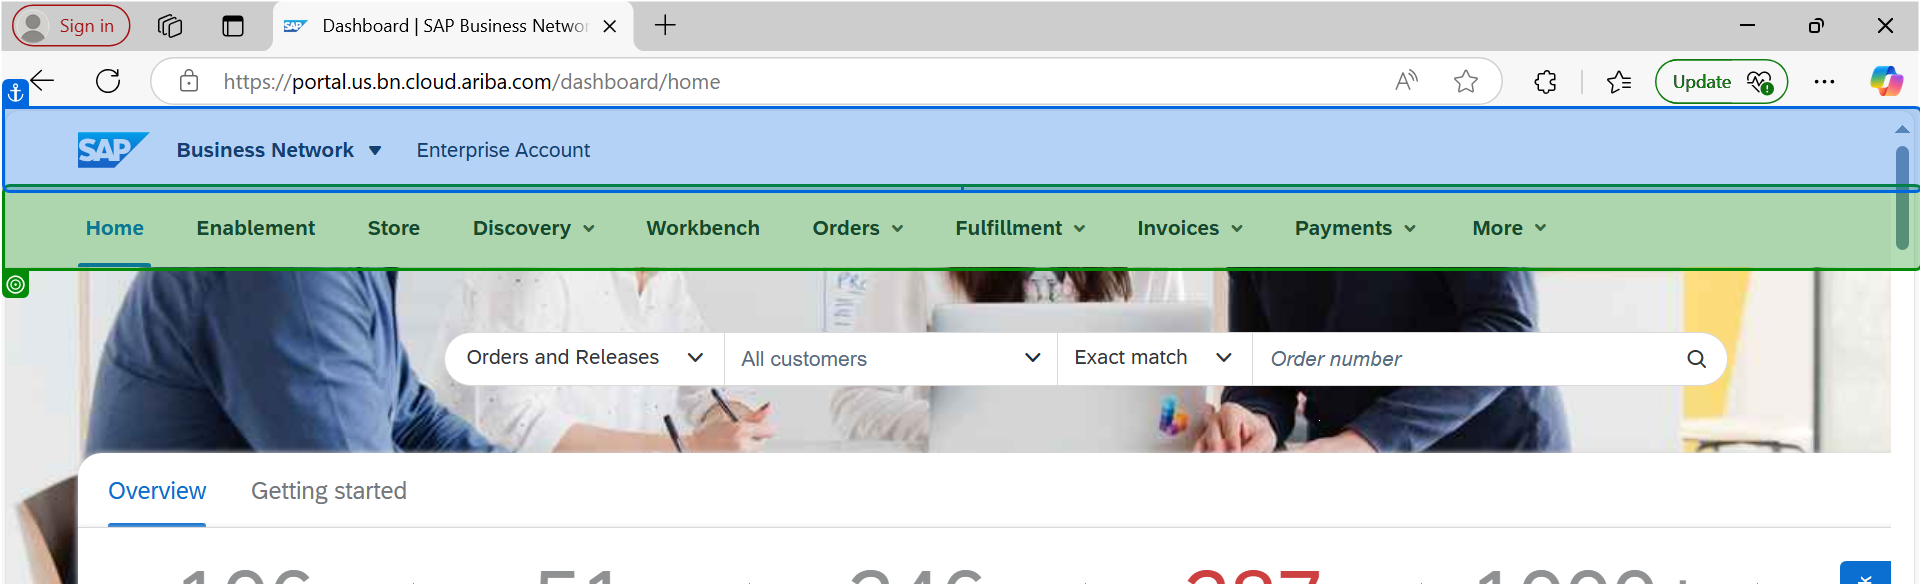 Sign in
SAP Dashboard | SAP Business Networ
https://portal.us.bn.cloud.ariba.com/dashboard/home
Update
SAP Business Network Enterprise Account
Home Enablement Store Discovery Workbench Orders Fulfillment Invoices Payments More
Orders and Releases All customers Exact match Order number
Overview Getting started